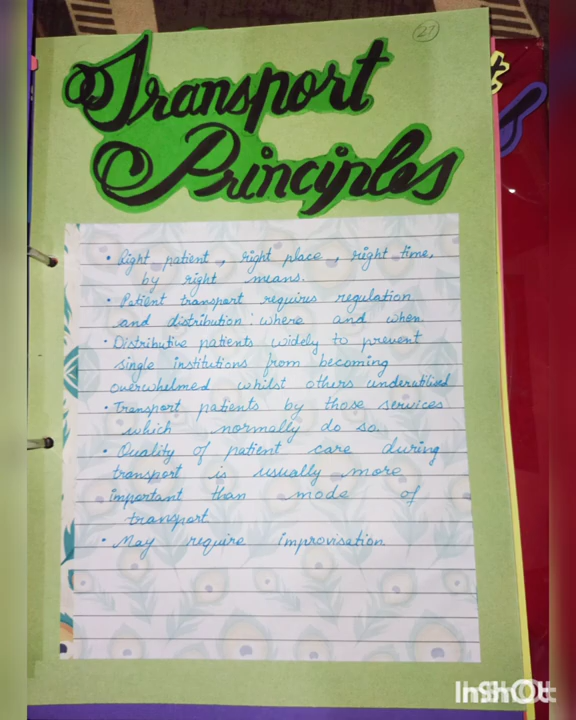 27
Transport
Principles
• Right patient, right place, right time,
by right means.
• Patient transport requires regulation
and distribution: where and when.
• Distributive patients widely to prevent
single institutions from becoming
overwhelmed whilst others underutilised
• Transport patients by those services
which normally do so.
• Quality of patient care during
transport is usually more
important than mode of
transport
• May require improvisation
InShOt